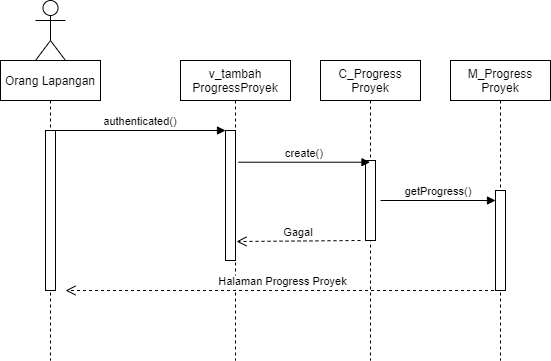 Orang Lapangan
v_tambah
ProgressProyek
C_Progress
Proyek
M_Progress
Proyek
authenticated()
create()
getProgress()
Gagal
Halaman Progress Proyek